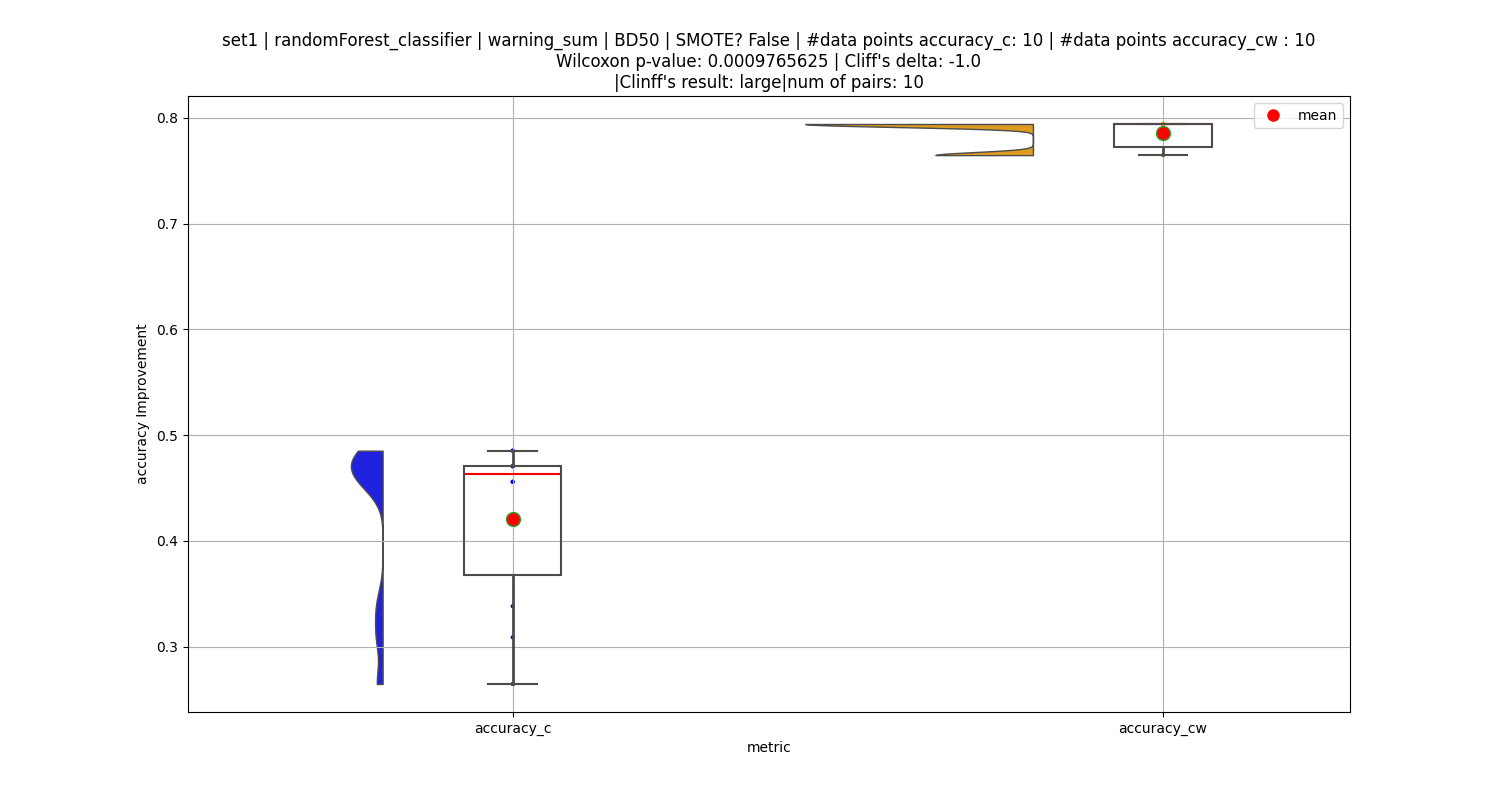 set1 | randomForest_classifier | warning_sum | BD50 | SMOTE? False | #data points accuracy_c: 10 | #data points accuracy_cw : 10
Wilcoxon p-value: 0.0009765625 | Cliff's delta: -1.0
|Clinff's result: large|num of pairs: 10
mean
0.8
0.7
0.6
0.5
0.4
0.3
accuracy Improvement
accuracy_c
accuracy_cw
metric